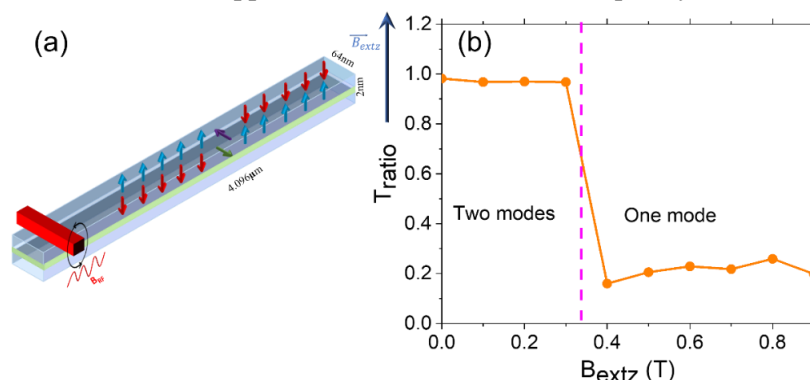 (a)
B_extz
64nm
2nm
4.096μm
B_RF
(b)
1.2
1.0
0.8
0.6
0.4
0.2
0.0
T_ratio
Two modes
One mode
0.0
0.2
0.4
0.6
0.8
B_extz (T)